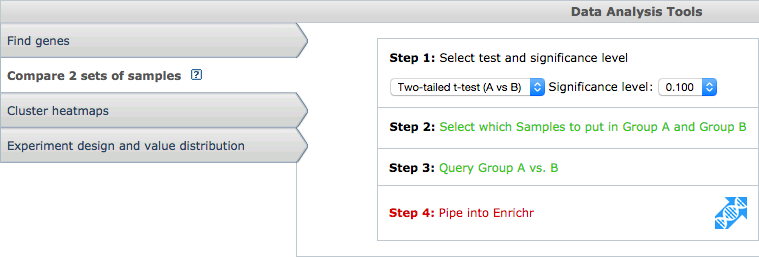 Data Analysis Tools
Find genes
Compare 2 sets of samples ?
Cluster heatmaps
Experiment design and value distribution
Step 1: Select test and significance level
Two-tailed t-test (A vs B) Significance level: 0.100
Step 2: Select which Samples to put in Group A and Group B
Step 3: Query Group A vs. B
Step 4: Pipe into Enrichr